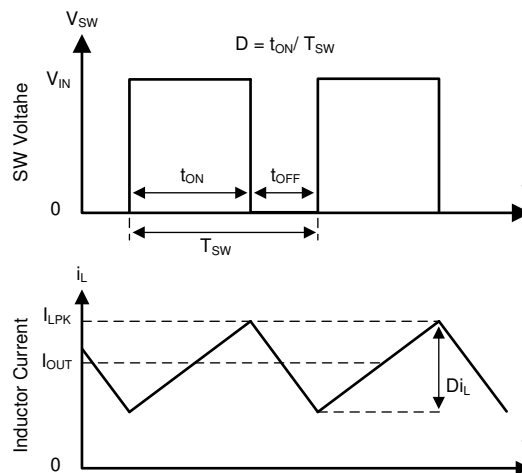 V_SW
D = t_ON/ T_SW
V_IN
SW Voltahe
t_ON
t_OFF
0
T_SW
i_L
I_LPK
I_OUT
Di_L
Inductor Current
0